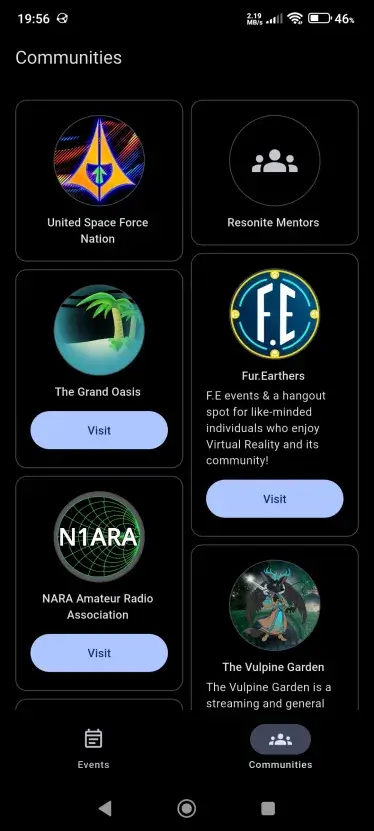 19:56
2.19
MB/s
46%
Communities
United Space Force
Nation
Resonite Mentors
The Grand Oasis
Visit
F.E
Fur.Earthers
F.E events & a hangout
spot for like-minded
individuals who enjoy
Virtual Reality and its
community!
Visit
N1ARA
NARA Amateur Radio
Association
Visit
The Vulpine Garden
The Vulpine Garden is a
streaming and general
Events
Communities